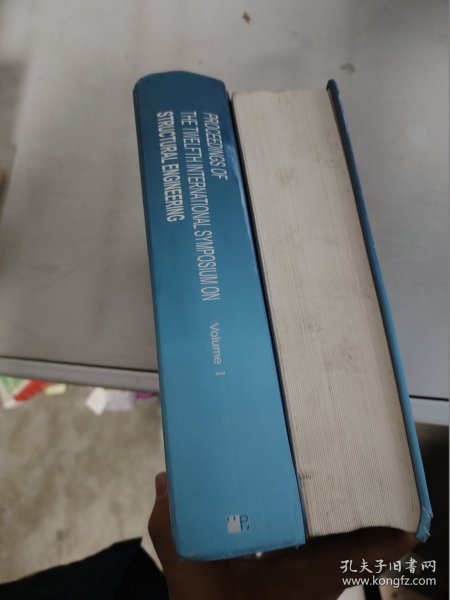 PROCEEDINGS OF
THE TWELFTH INTERNATIONAL SYMPOSIUM ON
STRUCTURAL ENGINEERING
Volume I
孔夫子旧书网
www.kongfz.com